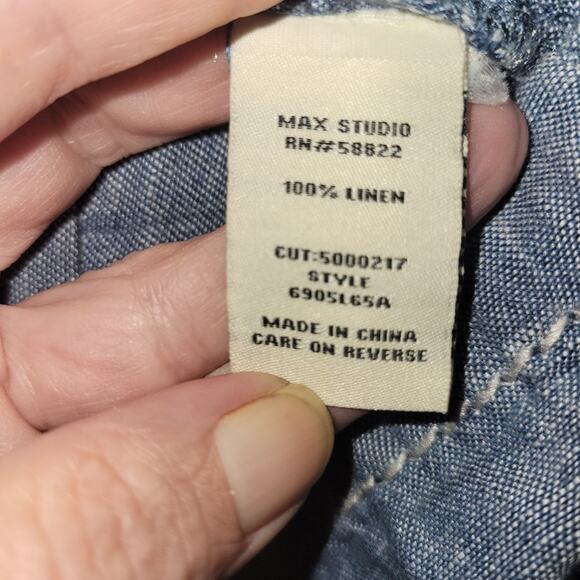 MAX STUDIO
RN#58822
100% LINEN
CUT:5000217
STYLE
6905L65A
MADE IN CHINA
CARE ON REVERSE